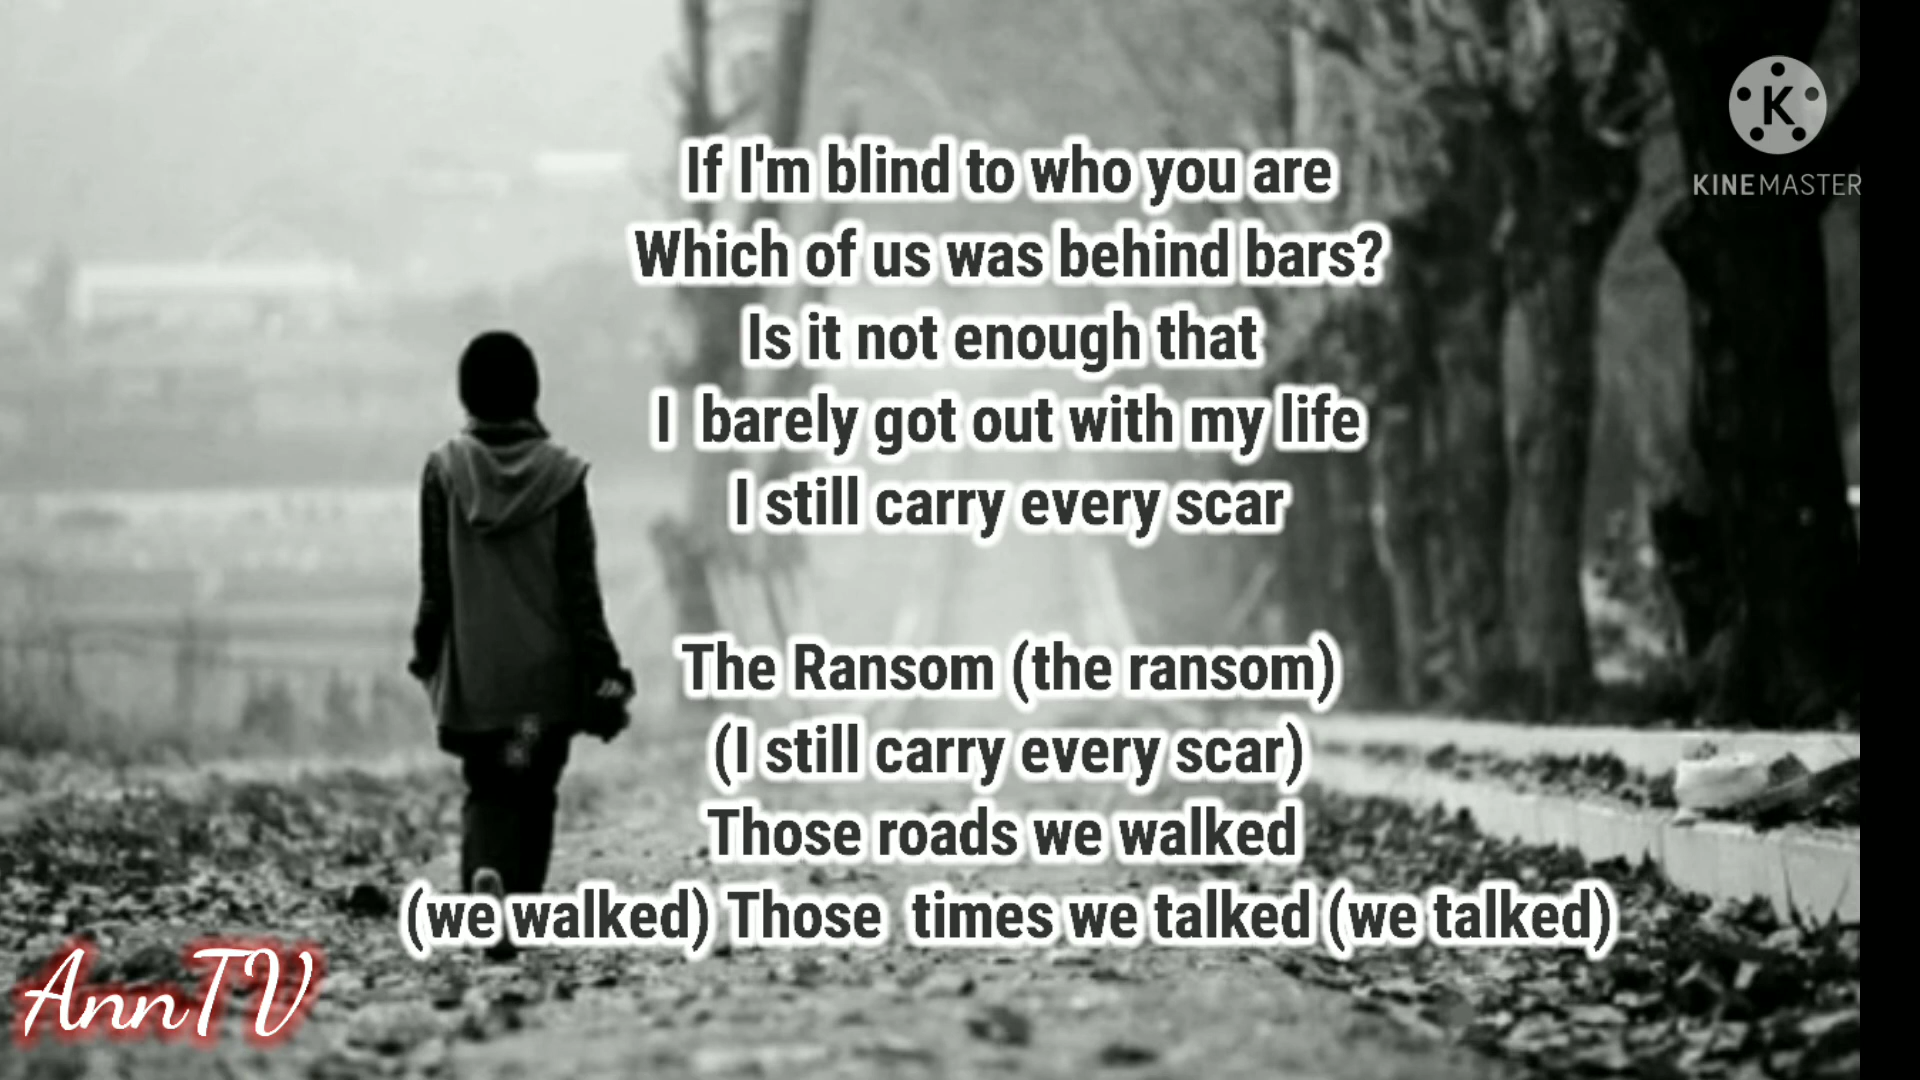 K
KINEMASTER
If I'm blind to who you are
Which of us was behind bars?
Is it not enough that
I  barely got out with my life
I still carry every scar
The Ransom (the ransom)
(I still carry every scar)
Those roads we walked
(we walked) Those  times we talked (we talked)
AnnTV